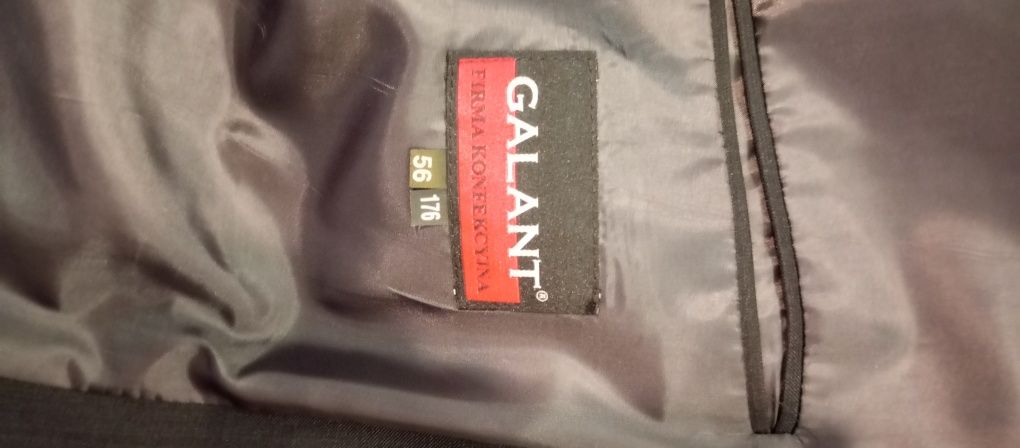 GALANT®
FIRMA KONFEKCYJNA
56
176